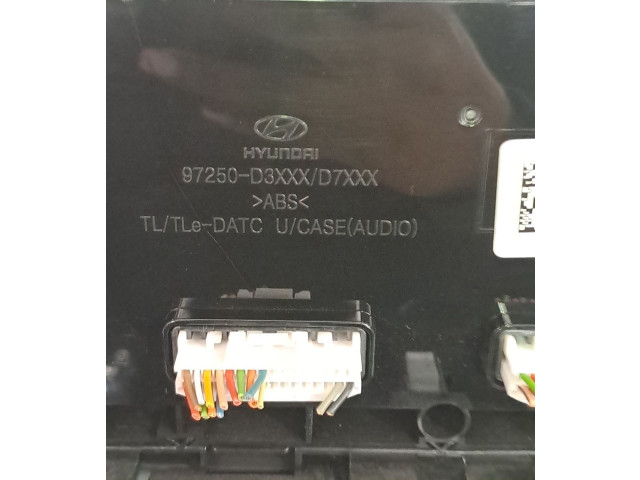 HYUNDAI
97250-D3XXX/D7XXX
>ABS<
TL/TLe-DATC U/CASE(AUDIO)